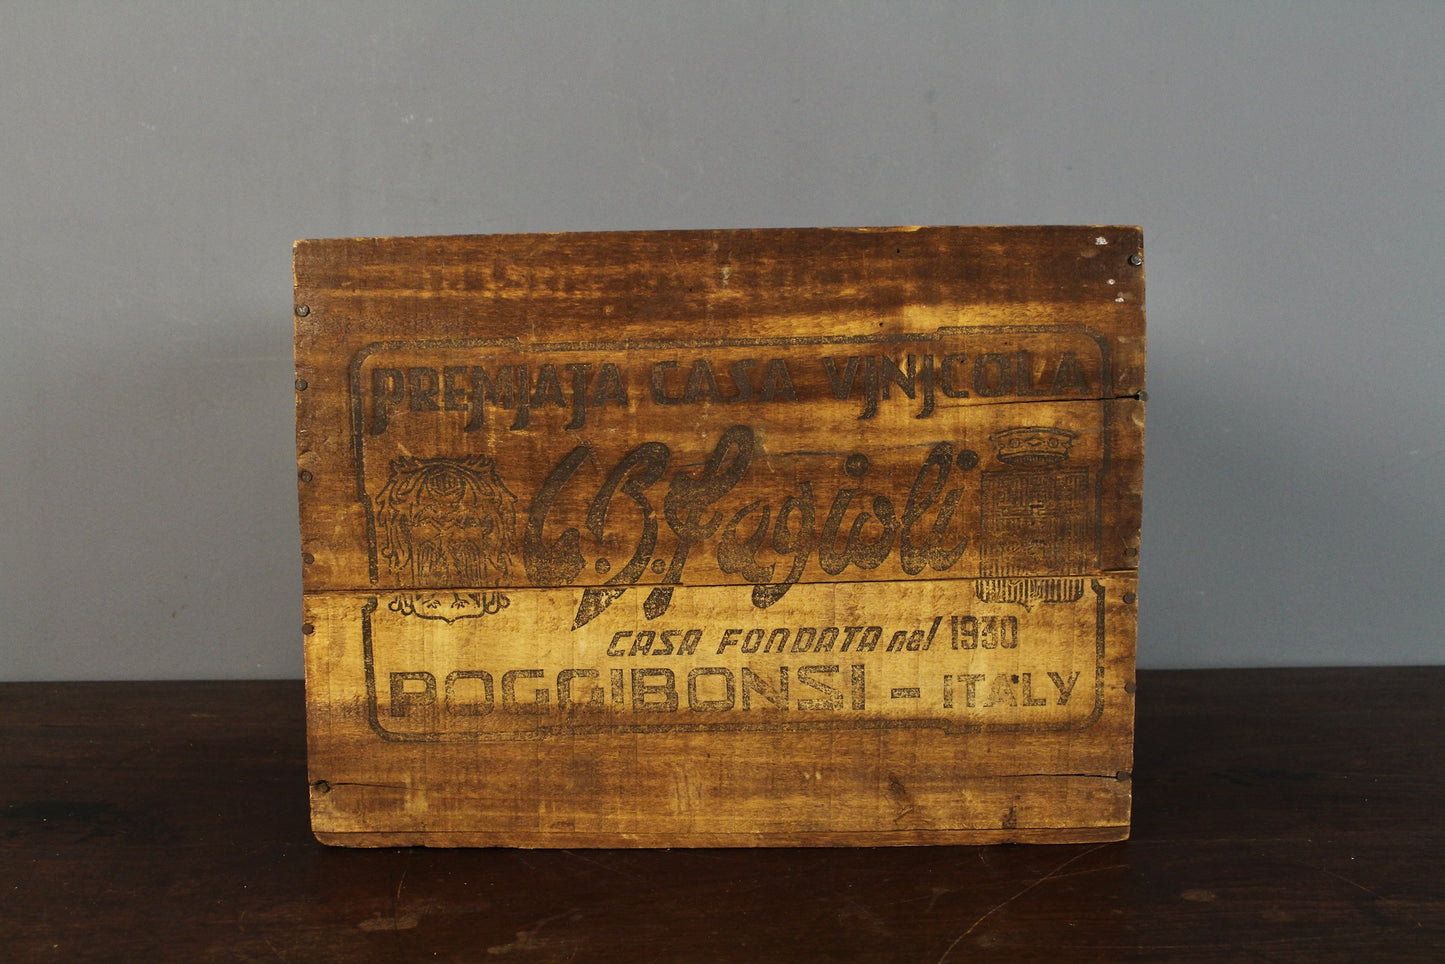 PREMIATA CASA VINICOLA
G.B. Fagioli
CASA FONDATA nel 1930
POGGIBONSI - ITALY